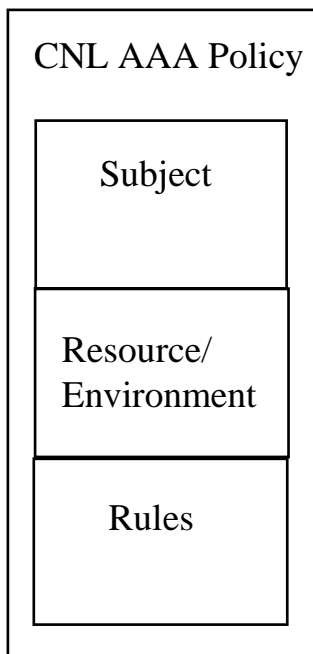 CNL AAA Policy
Subject
Resource/
Environment
Rules